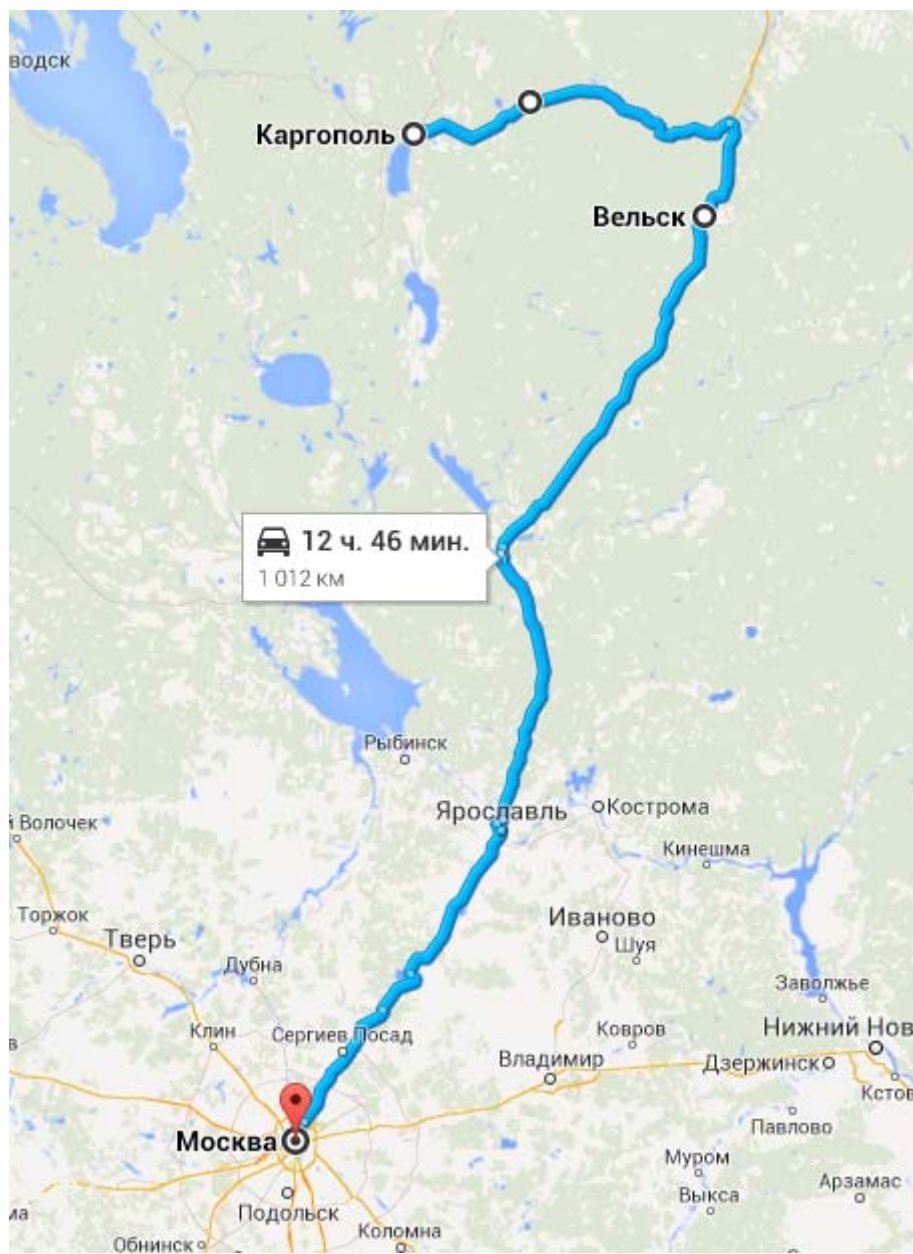 водск
Каргополь
Вельск
12 ч. 46 мин.
1 012 км
Рыбинск
Ярославль
Кострома
й Волочек
Кинешма
Торжок
Тверь
Иваново
Шуя
Дубна
Заволжье
Клин
Сергиев Посад
Ковров
Нижний Нов
в
Владимир
Дзержинск
Кстов
Москва
Павлово
Муром
Арзамас
ма
Подольск
Выкса
Коломна
Обнинск